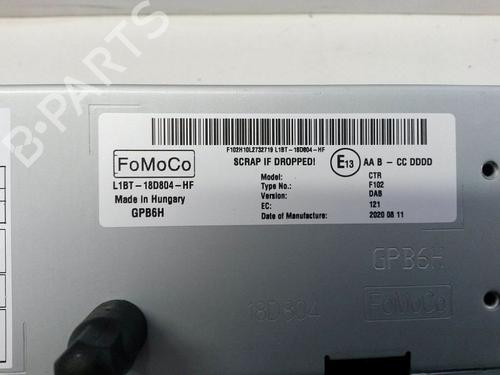 B-PARTS
F102H10L2732719 L1BT-18D804-HF
FoMoCo
SCRAP IF DROPPED!
E13
AA B - CC DDDD
L1BT-18D804-HF
Made in Hungary
GPB6H
Model: CTR
Type No.: F102
Version: DAB
EC: 121
Date of Manufacture: 2020 08 11
GPB6H
18D804
FoMoCo